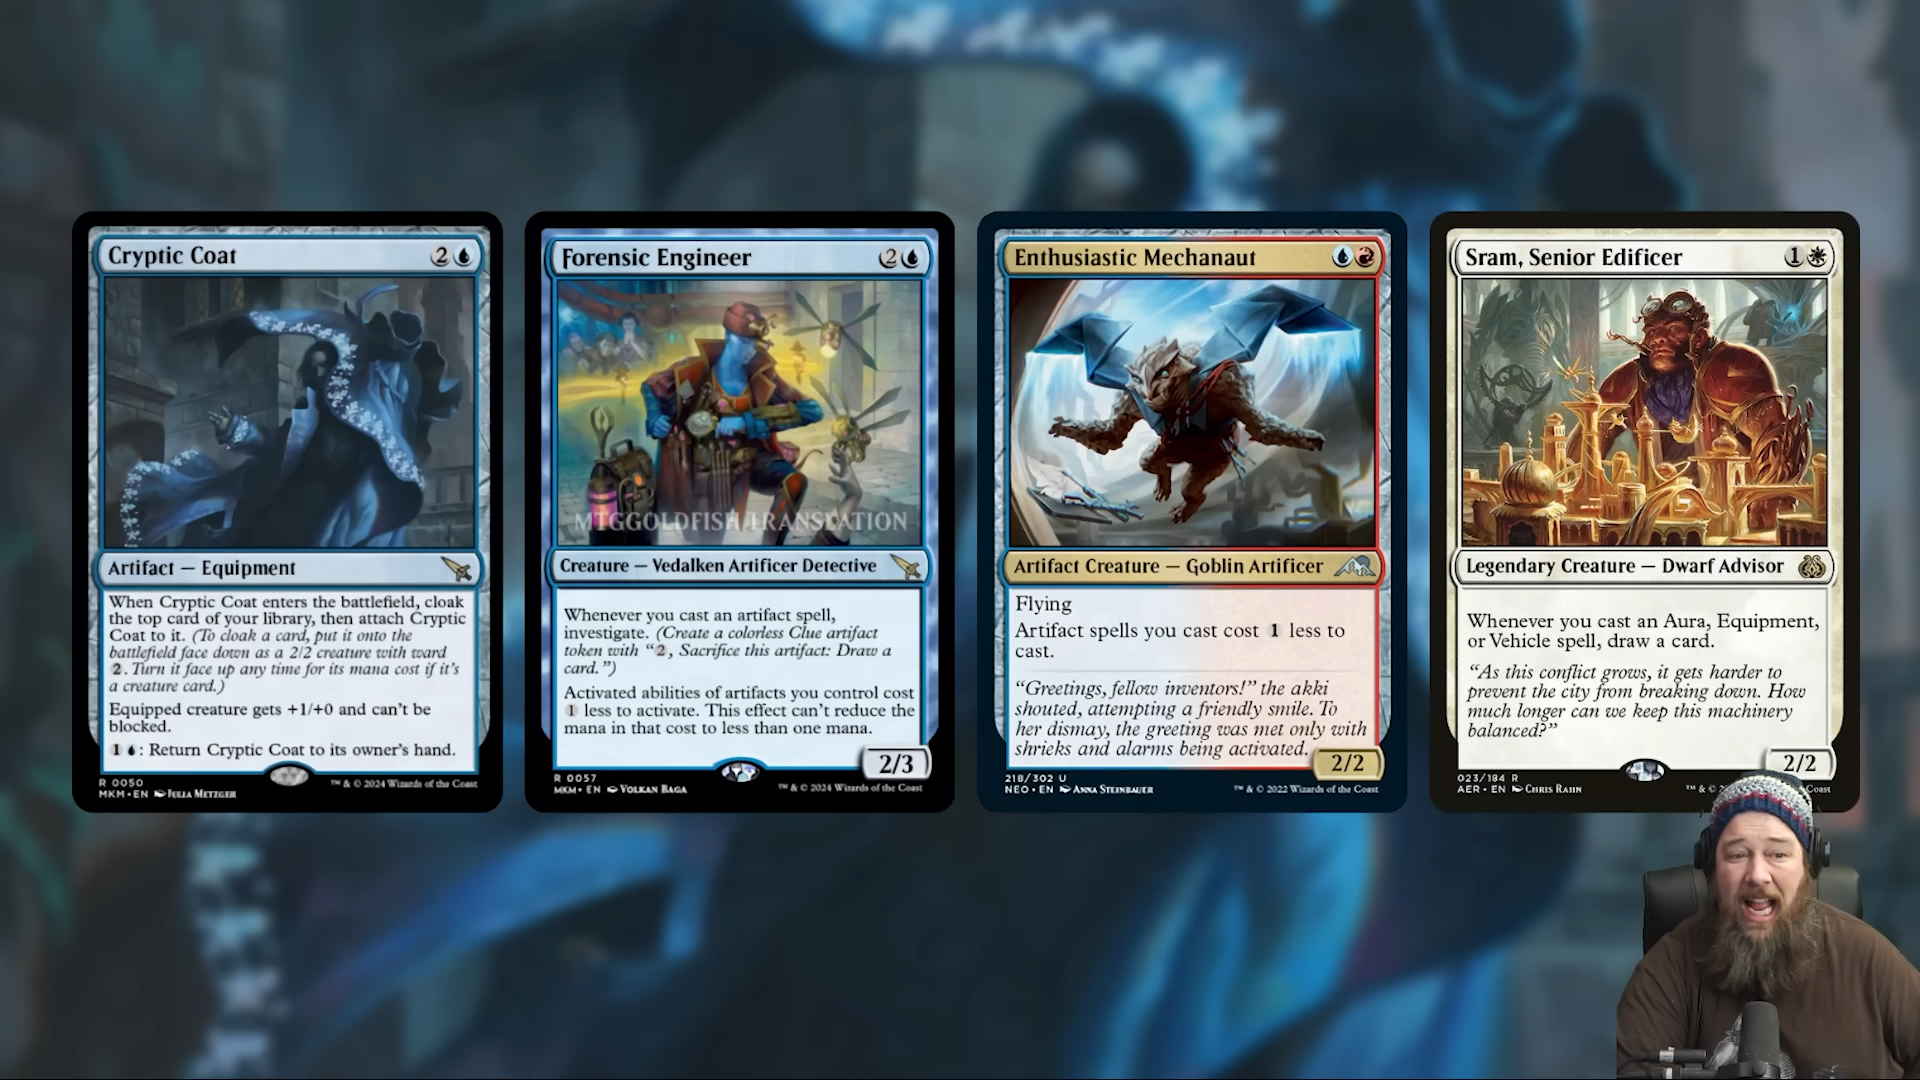 Cryptic Coat 2
Artifact — Equipment
When Cryptic Coat enters the battlefield, cloak
the top card of your library, then attach Cryptic
Coat to it. (To cloak a card, put it onto the
battlefield face down as a 2/2 creature with ward
2. Turn it face up any time for its mana cost if it's
a creature card.)
Equipped creature gets +1/+0 and can't be
blocked.
1 : Return Cryptic Coat to its owner's hand.
R 0050
MKM • EN Julia Metzger
™ & © 2024 Wizards of the Coast
Forensic Engineer 2
MTGGOLDFISH TRANSLATION
Creature — Vedalken Artificer Detective
Whenever you cast an artifact spell,
investigate. (Create a colorless Clue artifact
token with “2, Sacrifice this artifact: Draw a
card.”)
Activated abilities of artifacts you control cost
1 less to activate. This effect can't reduce the
mana in that cost to less than one mana.
2/3
R 0057
MKM • EN Volkan Baga
™ & © 2024 Wizards of the Coast
Enthusiastic Mechanaut
Artifact Creature — Goblin Artificer
Flying
Artifact spells you cast cost 1 less to
cast.
“Greetings, fellow inventors!” the akki
shouted, attempting a friendly smile. To
her dismay, the greeting was met only with
shrieks and alarms being activated.
2/2
218/302 U
NEO • EN Anna Steinbauer
™ & © 2022 Wizards of the Coast
Sram, Senior Edificer 1
Legendary Creature — Dwarf Advisor
Whenever you cast an Aura, Equipment,
or Vehicle spell, draw a card.
“As this conflict grows, it gets harder to
prevent the city from breaking down. How
much longer can we keep this machinery
balanced?”
2/2
023/184 R
AER • EN Chris Rahn
™ & © Coast